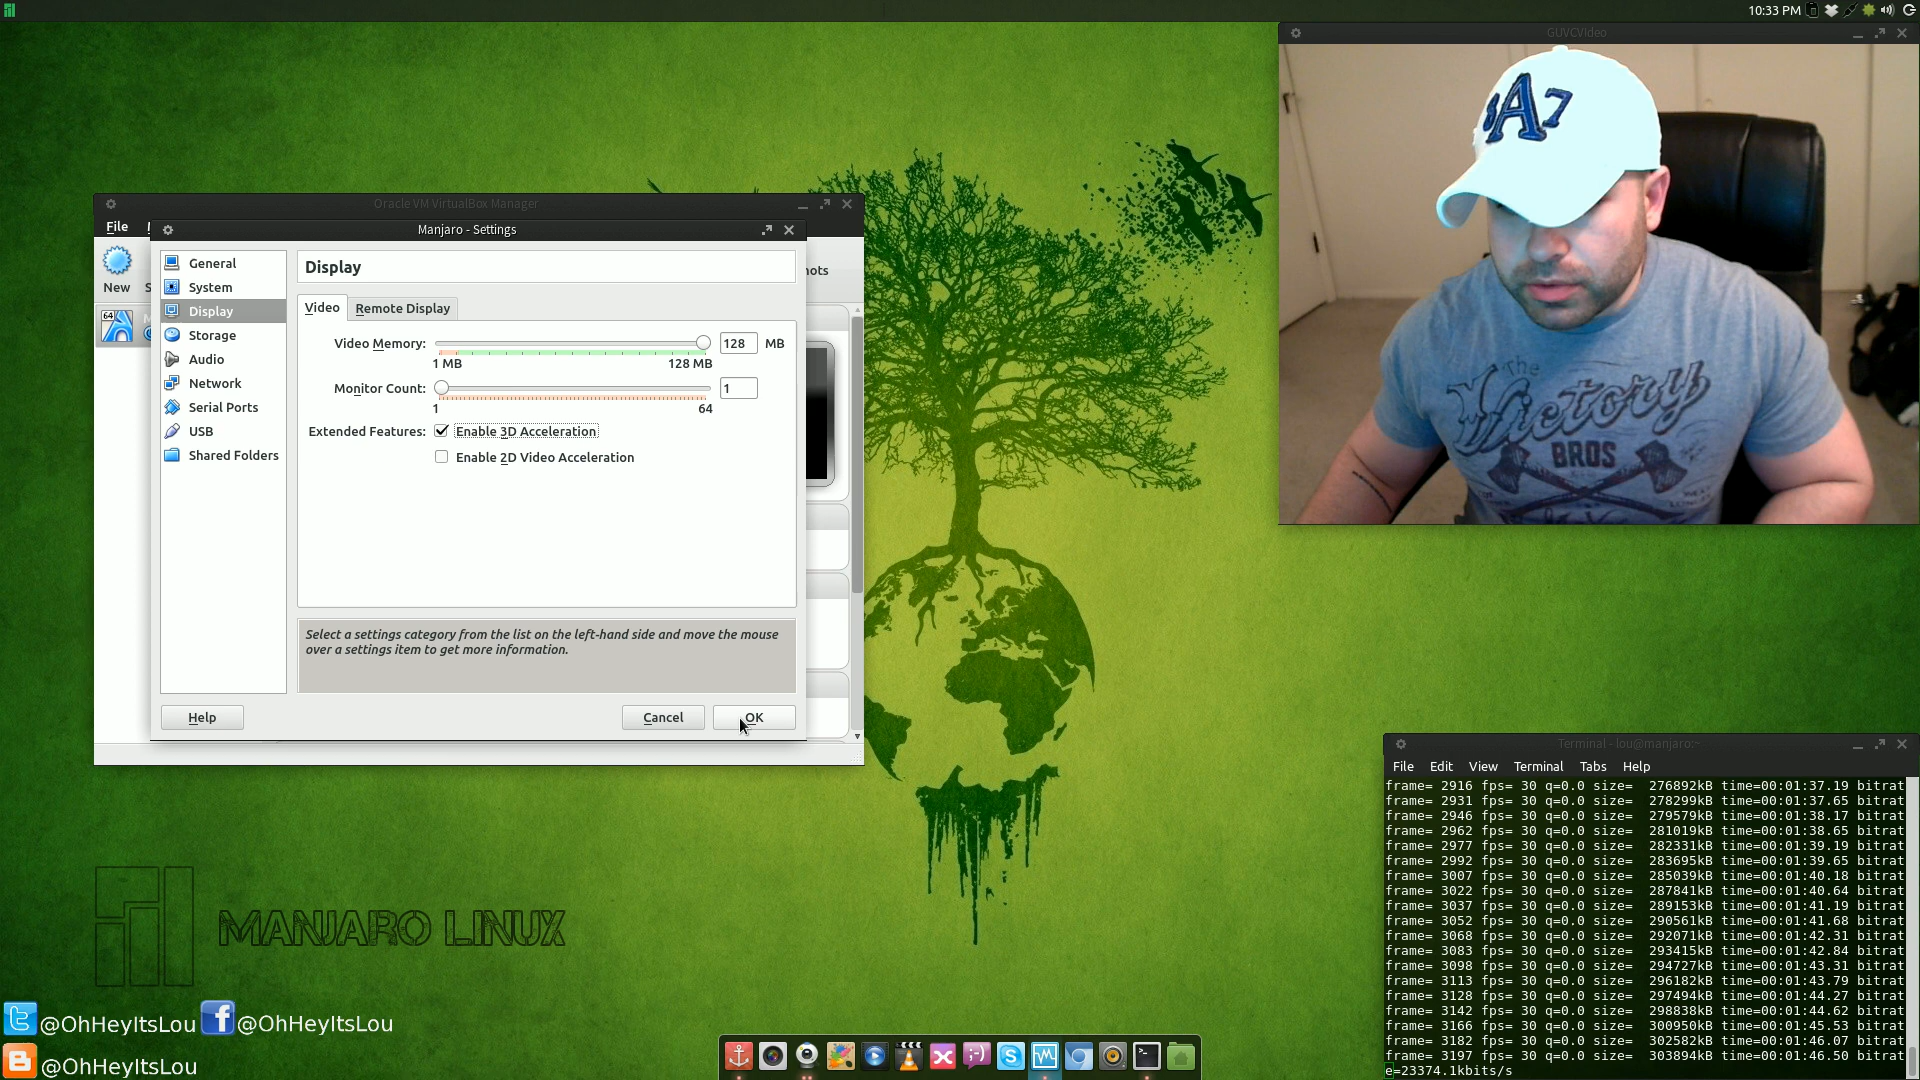 10:33 PM
GUVCVideo
A7
The
Victory
BROS
Oracle VM VirtualBox Manager
File
Manjaro - Settings
New
64
General
System
Display
Storage
Audio
Network
Serial Ports
USB
Shared Folders
Display
Video
Remote Display
Video Memory:
128
MB
1 MB
128 MB
Monitor Count:
1
1
64
Extended Features:
Enable 3D Acceleration
Enable 2D Video Acceleration
Select a settings category from the list on the left-hand side and move the mouse
over a settings item to get more information.
Help
Cancel
OK
hots
MANJARO LINUX
@OhHeyItsLou
@OhHeyItsLou
@OhHeyItsLou
Terminal - lou@manjaro:~
File Edit View Terminal Tabs Help
frame= 2916 fps= 30 q=0.0 size=  276892kB time=00:01:37.19 bitrat
frame= 2931 fps= 30 q=0.0 size=  278299kB time=00:01:37.65 bitrat
frame= 2946 fps= 30 q=0.0 size=  279579kB time=00:01:38.17 bitrat
frame= 2962 fps= 30 q=0.0 size=  281019kB time=00:01:38.65 bitrat
frame= 2977 fps= 30 q=0.0 size=  282331kB time=00:01:39.19 bitrat
frame= 2992 fps= 30 q=0.0 size=  283695kB time=00:01:39.65 bitrat
frame= 3007 fps= 30 q=0.0 size=  285039kB time=00:01:40.18 bitrat
frame= 3022 fps= 30 q=0.0 size=  287841kB time=00:01:40.64 bitrat
frame= 3037 fps= 30 q=0.0 size=  289153kB time=00:01:41.19 bitrat
frame= 3052 fps= 30 q=0.0 size=  290561kB time=00:01:41.68 bitrat
frame= 3068 fps= 30 q=0.0 size=  292071kB time=00:01:42.31 bitrat
frame= 3083 fps= 30 q=0.0 size=  293415kB time=00:01:42.84 bitrat
frame= 3098 fps= 30 q=0.0 size=  294727kB time=00:01:43.31 bitrat
frame= 3113 fps= 30 q=0.0 size=  296182kB time=00:01:43.79 bitrat
frame= 3128 fps= 30 q=0.0 size=  297494kB time=00:01:44.27 bitrat
frame= 3142 fps= 30 q=0.0 size=  298838kB time=00:01:44.62 bitrat
frame= 3166 fps= 30 q=0.0 size=  300950kB time=00:01:45.53 bitrat
frame= 3182 fps= 30 q=0.0 size=  302582kB time=00:01:46.07 bitrat
frame= 3197 fps= 30 q=0.0 size=  303894kB time=00:01:46.50 bitrat
e=23374.1kbits/s